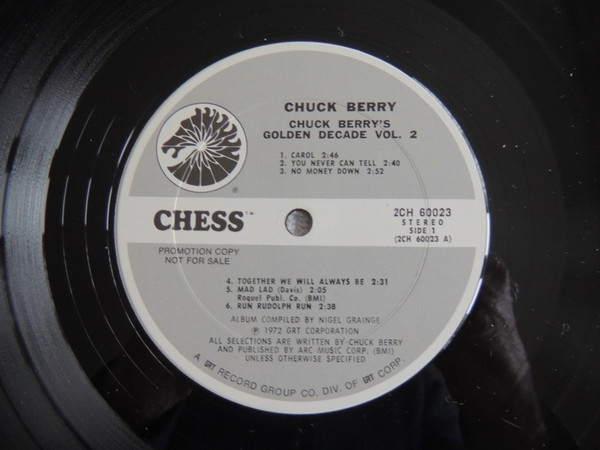 CHUCK BERRY
CHUCK BERRY'S
GOLDEN DECADE VOL. 2
1. CAROL 2:46
2. YOU NEVER CAN TELL 2:40
3. NO MONEY DOWN 2:52
®
CHESS™
2CH 60023
STEREO
SIDE 1
(2CH 60023 A)
PROMOTION COPY
NOT FOR SALE
4. TOGETHER WE WILL ALWAYS BE 2:31
5. MAD LAD (Davis) 2:05
Roquel Publ. Co. (BMI)
6. RUN RUDOLPH RUN 2:38
ALBUM COMPILED BY NIGEL GRAINGE
℗ 1972 GRT CORPORATION
ALL SELECTIONS ARE WRITTEN BY CHUCK BERRY
AND PUBLISHED BY ARC MUSIC CORP. (BMI)
UNLESS OTHERWISE SPECIFIED
A GRT RECORD GROUP CO. DIV. OF GRT CORP.